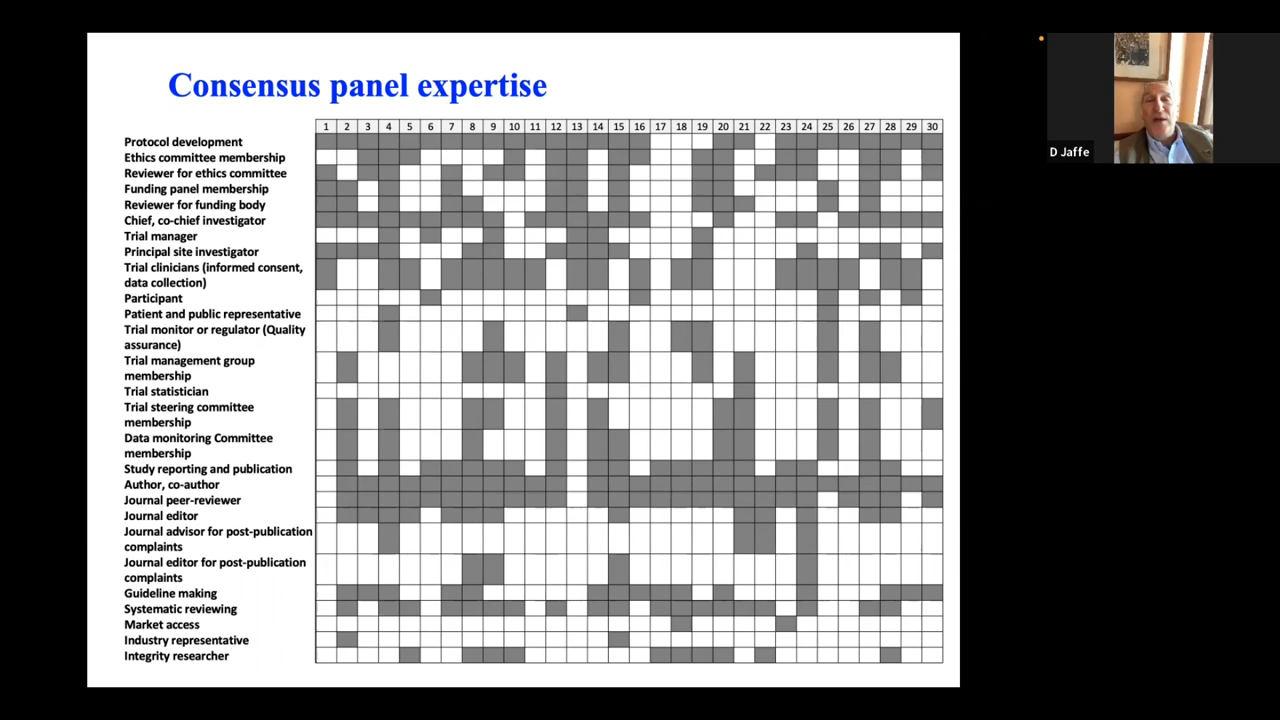 Consensus panel expertise
1 2 3 4 5 6 7 8 9 10 11 12 13 14 15 16 17 18 19 20 21 22 23 24 25 26 27 28 29 30
Protocol development
Ethics committee membership
Reviewer for ethics committee
Funding panel membership
Reviewer for funding body
Chief, co-chief investigator
Trial manager
Principal site investigator
Trial clinicians (informed consent,
data collection)
Participant
Patient and public representative
Trial monitor or regulator (Quality
assurance)
Trial management group
membership
Trial statistician
Trial steering committee
membership
Data monitoring Committee
membership
Study reporting and publication
Author, co-author
Journal peer-reviewer
Journal editor
Journal advisor for post-publication
complaints
Journal editor for post-publication
complaints
Guideline making
Systematic reviewing
Market access
Industry representative
Integrity researcher
D Jaffe